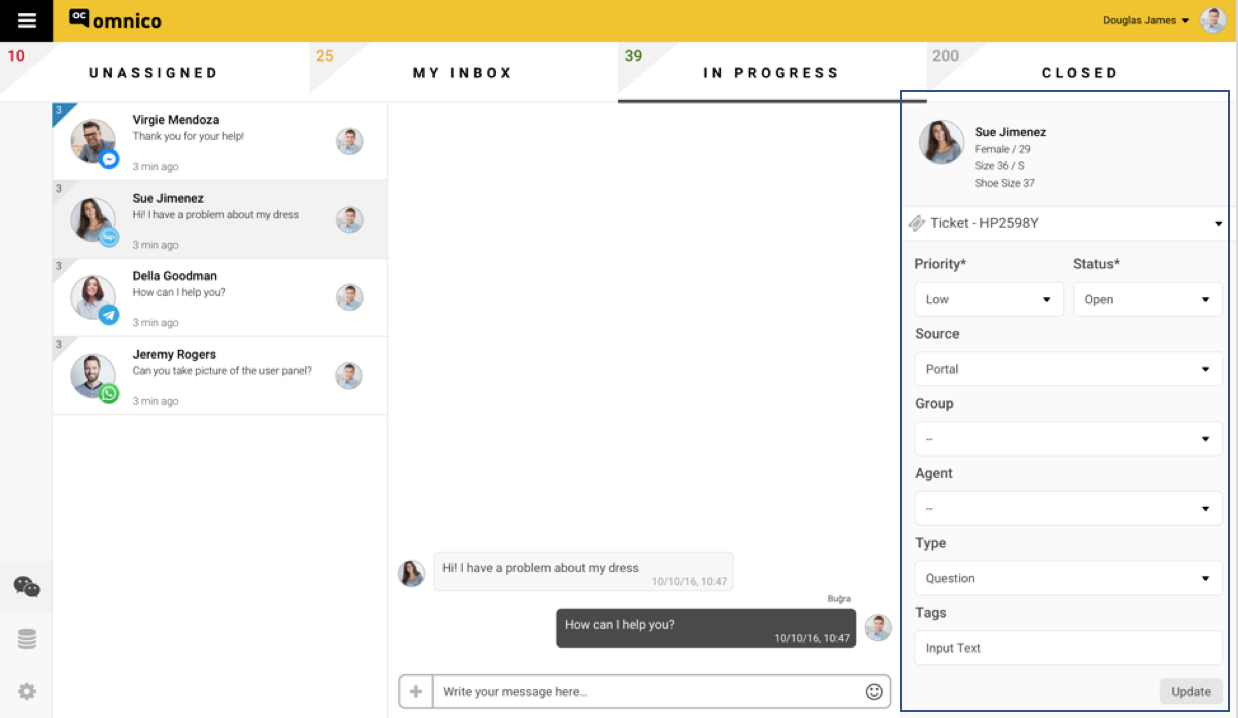 oc omnico
Douglas James
10
UNASSIGNED
25
MY INBOX
39
IN PROGRESS
200
CLOSED
3
Virgie Mendoza
Thank you for your help!
3 min ago
3
Sue Jimenez
Hi! I have a problem about my dress
3 min ago
3
Della Goodman
How can I help you?
3 min ago
3
Jeremy Rogers
Can you take picture of the user panel?
3 min ago
Hi! I have a problem about my dress
10/10/16, 10:47
Buğra
How can I help you?
10/10/16, 10:47
Write your message here...
Sue Jimenez
Female / 29
Size 36 / S
Shoe Size 37
Ticket - HP2598Y
Priority* Status*
Low Open
Source
Portal
Group
--
Agent
--
Type
Question
Tags
Input Text
Update